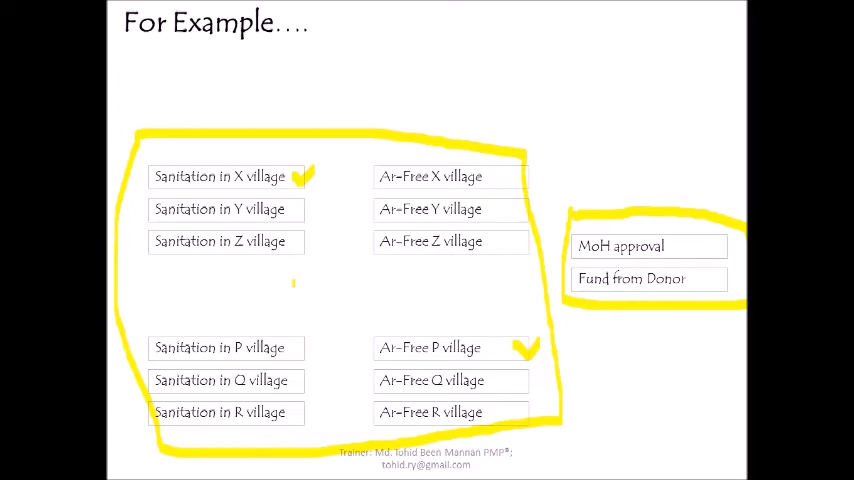 For Example....
Sanitation in X village
Sanitation in Y village
Sanitation in Z village
Ar-Free X village
Ar-Free Y village
Ar-Free Z village
MoH approval
Fund from Donor
Sanitation in P village
Sanitation in Q village
Sanitation in R village
Ar-Free P village
Ar-Free Q village
Ar-Free R village
Trainer: Md. Tohid Been Mannan PMP®;
tohid.ry@gmail.com